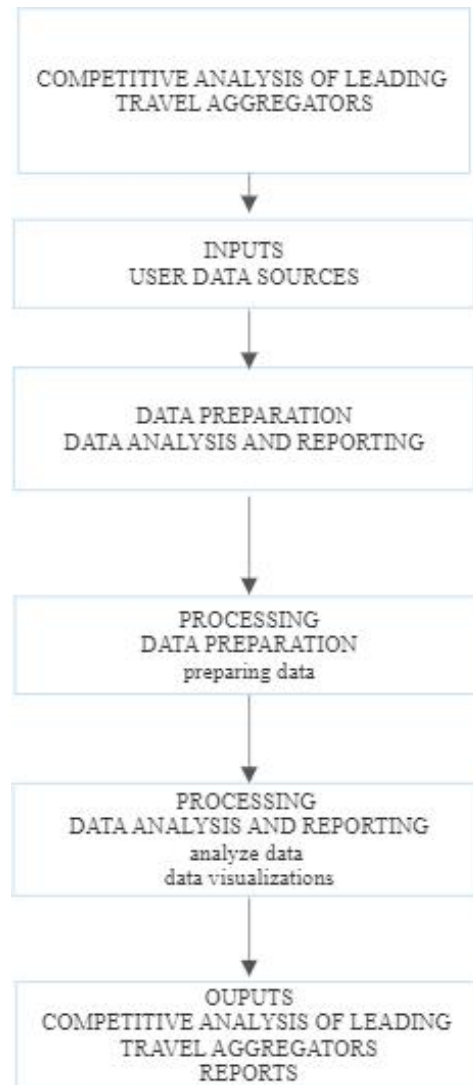 COMPETITIVE ANALYSIS OF LEADING
TRAVEL AGGREGATORS
INPUTS
USER DATA SOURCES
DATA PREPARATION
DATA ANALYSIS AND REPORTING
PROCESSING
DATA PREPARATION
preparing data
PROCESSING
DATA ANALYSIS AND REPORTING
analyze data
data visualizations
OUPUTS
COMPETITIVE ANALYSIS OF LEADING
TRAVEL AGGREGATORS
REPORTS